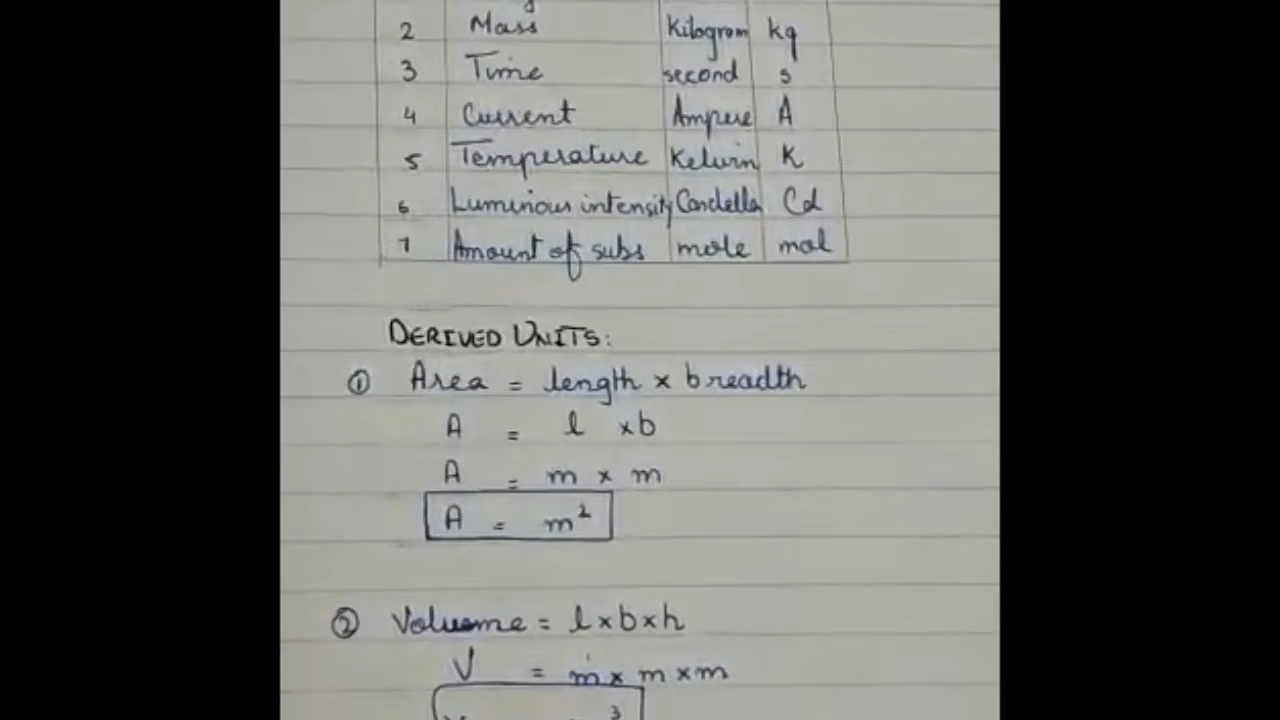 2 Mass Kilogram kg
3 Time second s
4 Current Ampere A
5 Temperature Kelvin K
6 Luminious intensity Candella Cd
7 Amount of subs mole mol
DERIVED UNITS:
① Area = length × breadth
A = l × b
A = m × m
A = m²
② Volume = l × b × h
V = m × m × m